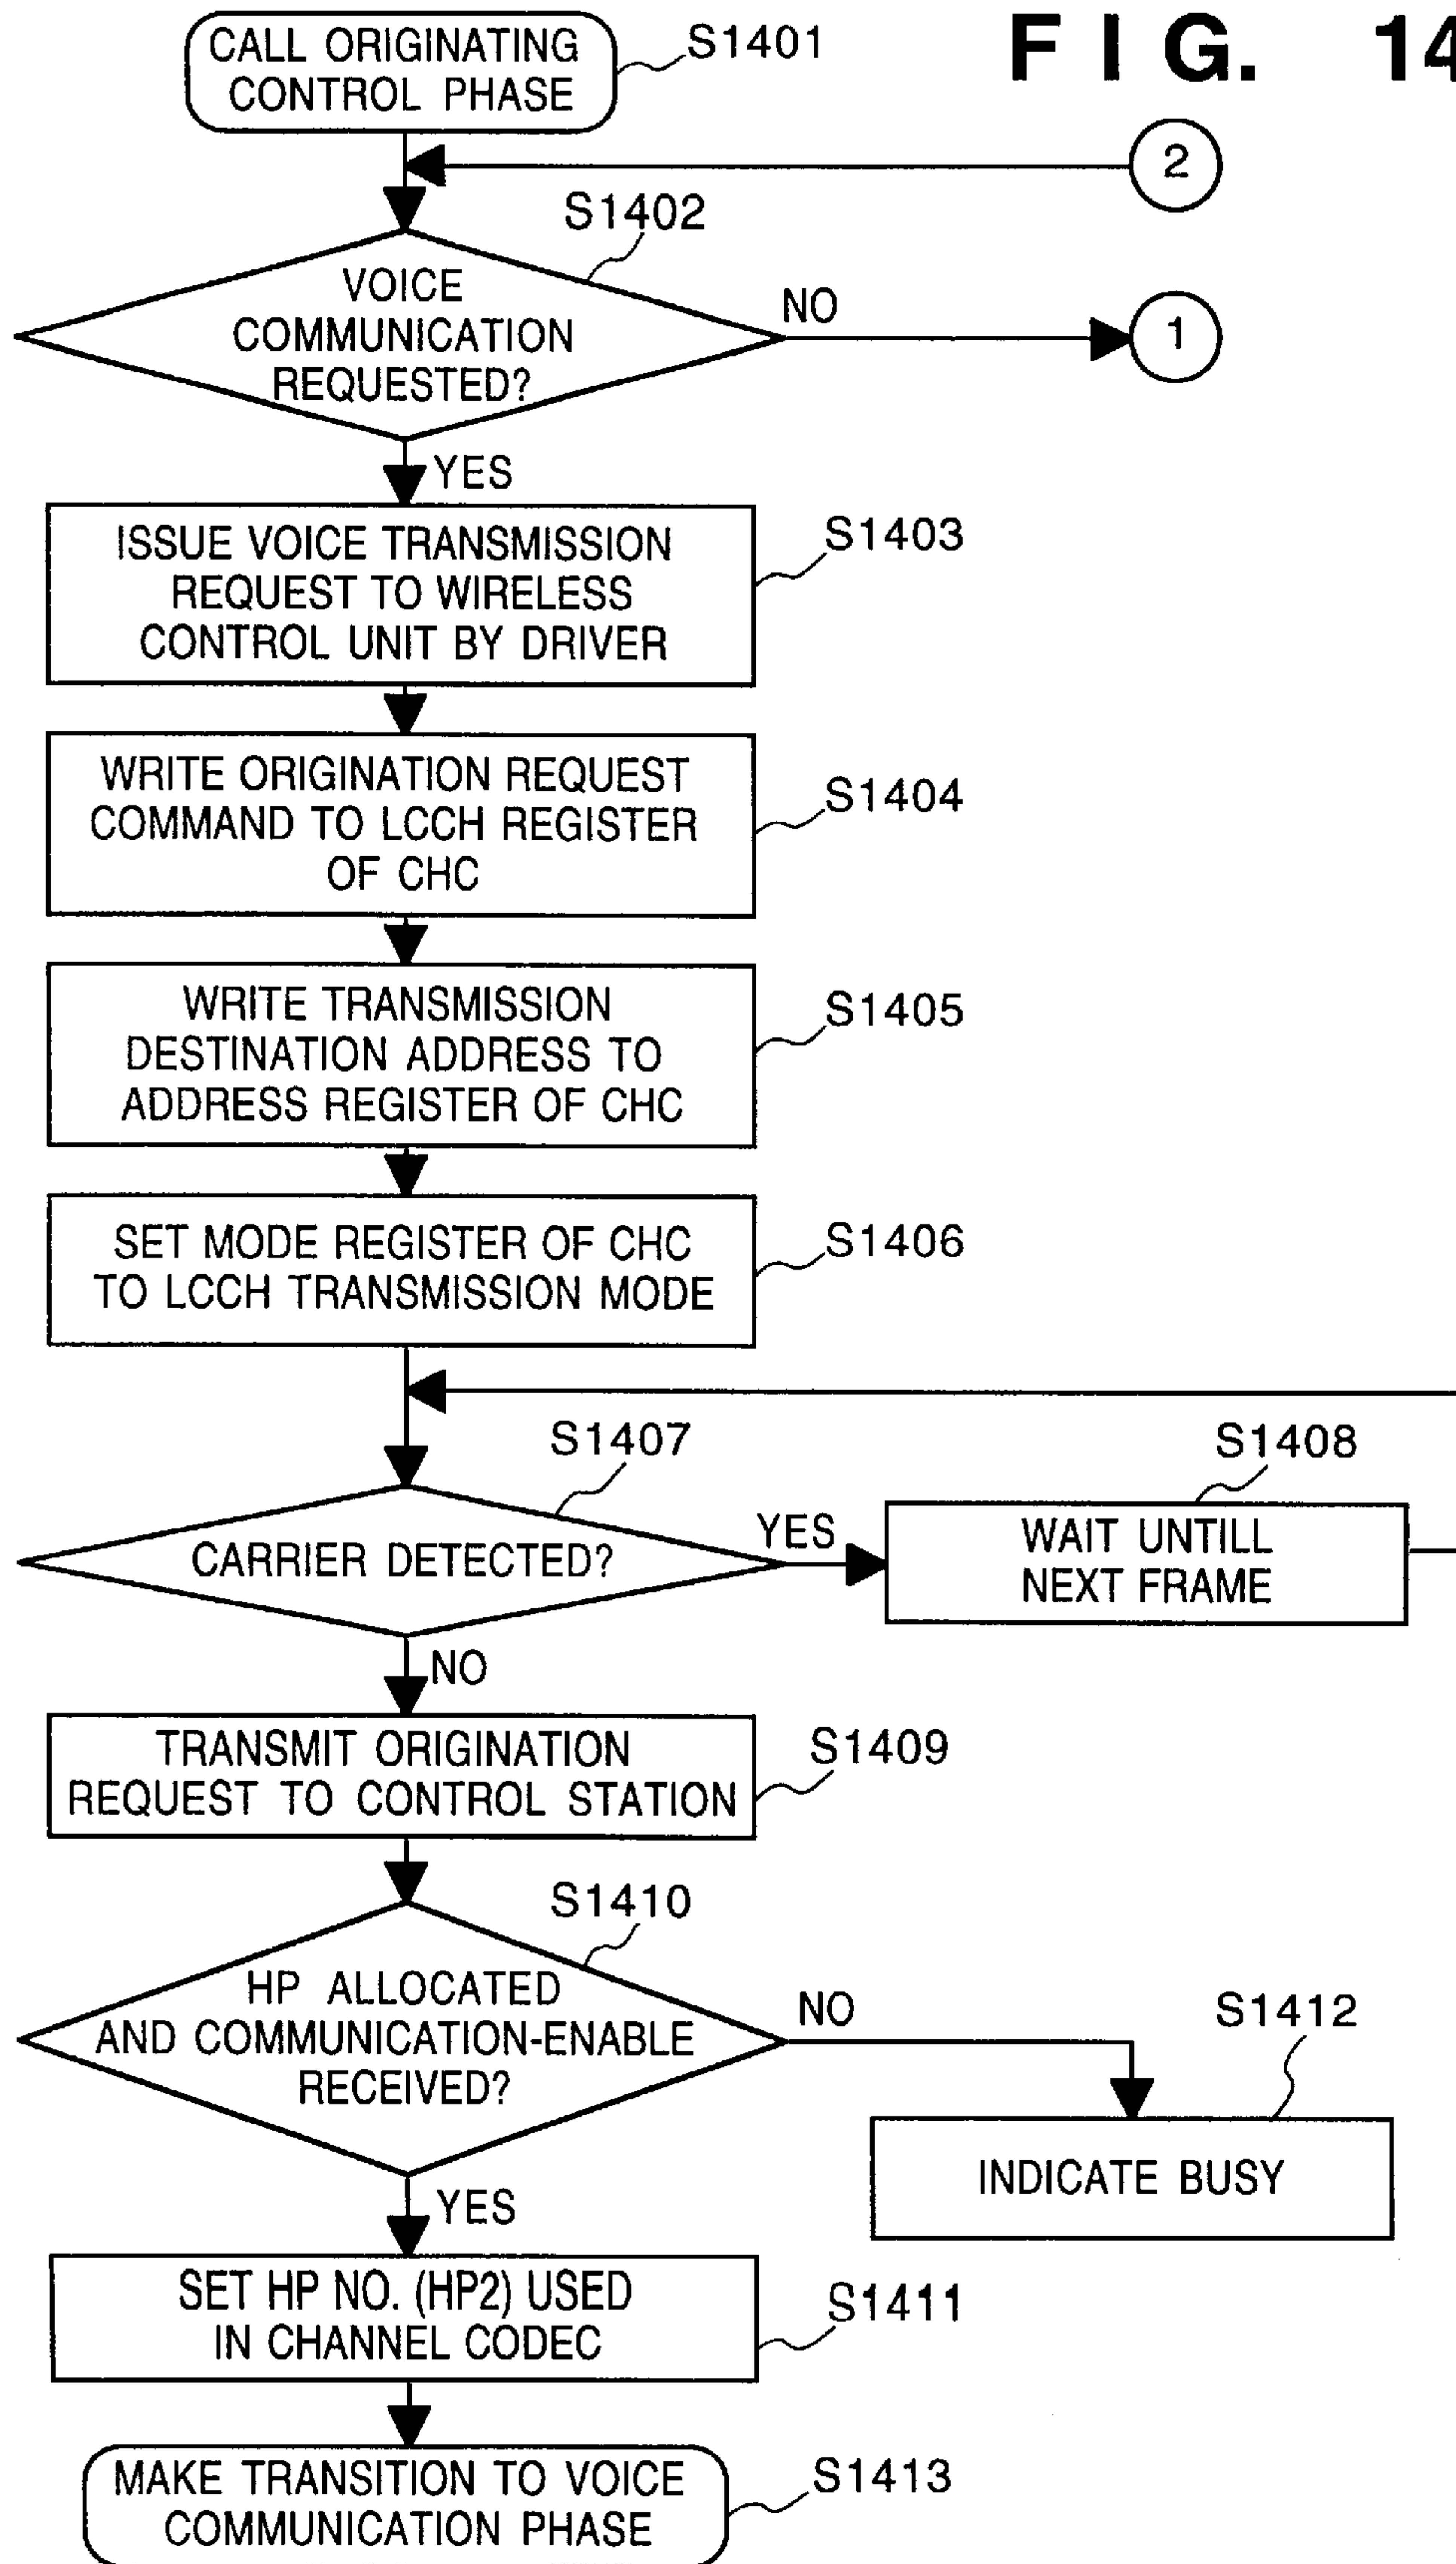 CALL ORIGINATING
CONTROL PHASE
S1401
FIG. 14
2
S1402
VOICE
COMMUNICATION
REQUESTED?
NO
1
YES
ISSUE VOICE TRANSMISSION
REQUEST TO WIRELESS
CONTROL UNIT BY DRIVER
S1403
WRITE ORIGINATION REQUEST
COMMAND TO LCCH REGISTER
OF CHC
S1404
WRITE TRANSMISSION
DESTINATION ADDRESS TO
ADDRESS REGISTER OF CHC
S1405
SET MODE REGISTER OF CHC
TO LCCH TRANSMISSION MODE
S1406
S1407
CARRIER DETECTED?
YES
S1408
WAIT UNTILL
NEXT FRAME
NO
TRANSMIT ORIGINATION
REQUEST TO CONTROL STATION
S1409
S1410
HP ALLOCATED
AND COMMUNICATION-ENABLE
RECEIVED?
NO
S1412
INDICATE BUSY
YES
SET HP NO. (HP2) USED
IN CHANNEL CODEC
S1411
MAKE TRANSITION TO VOICE
COMMUNICATION PHASE
S1413